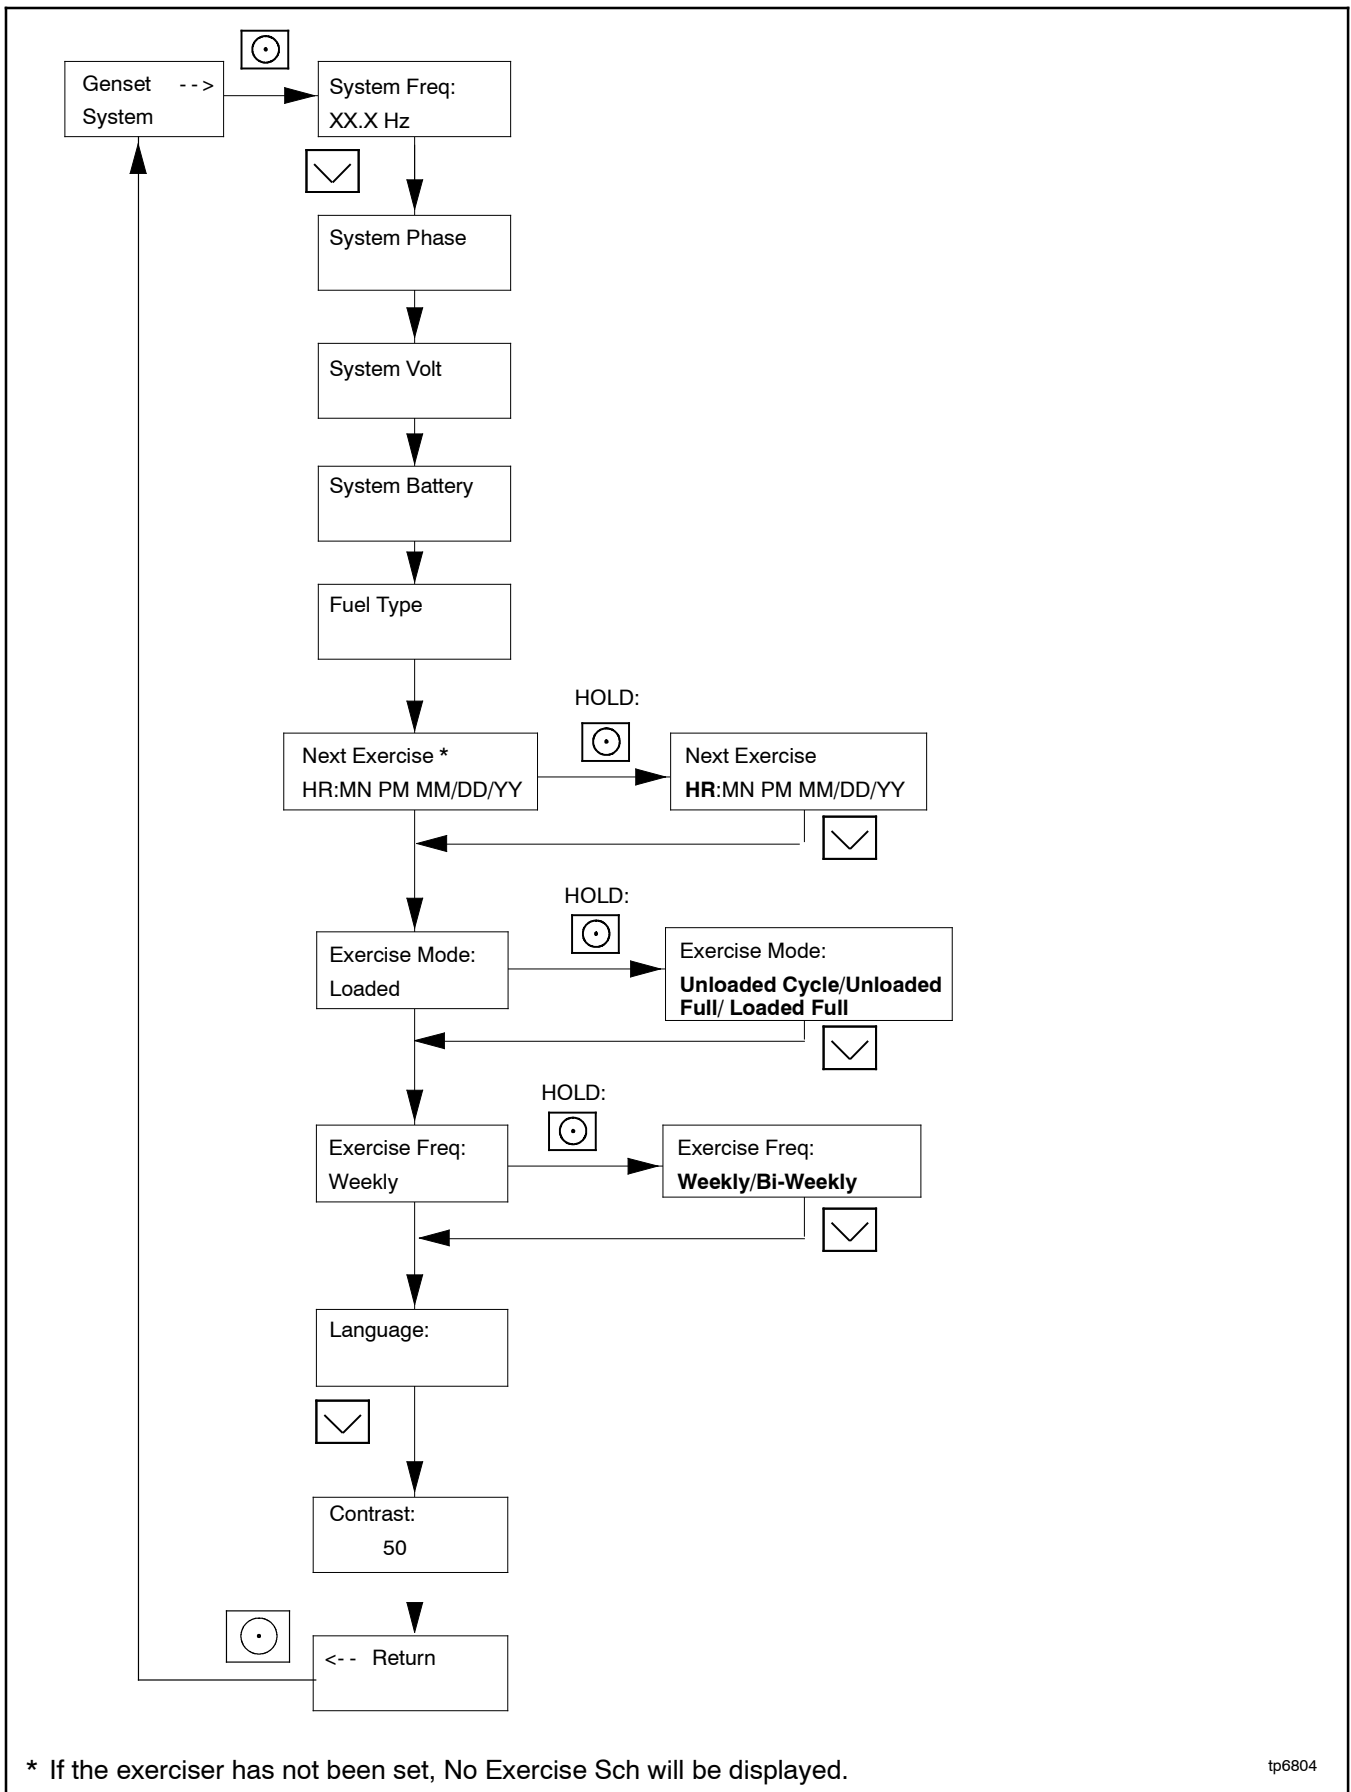 Genset -->
System
System Freq:
XX.X Hz
System Phase
System Volt
System Battery
Fuel Type
HOLD:
Next Exercise *
HR:MN PM MM/DD/YY
Next Exercise
HR:MN PM MM/DD/YY
HOLD:
Exercise Mode:
Loaded
Exercise Mode:
Unloaded Cycle/Unloaded
Full/ Loaded Full
HOLD:
Exercise Freq:
Weekly
Exercise Freq:
Weekly/Bi-Weekly
Language:
Contrast:
50
<-- Return
* If the exerciser has not been set, No Exercise Sch will be displayed.
tp6804